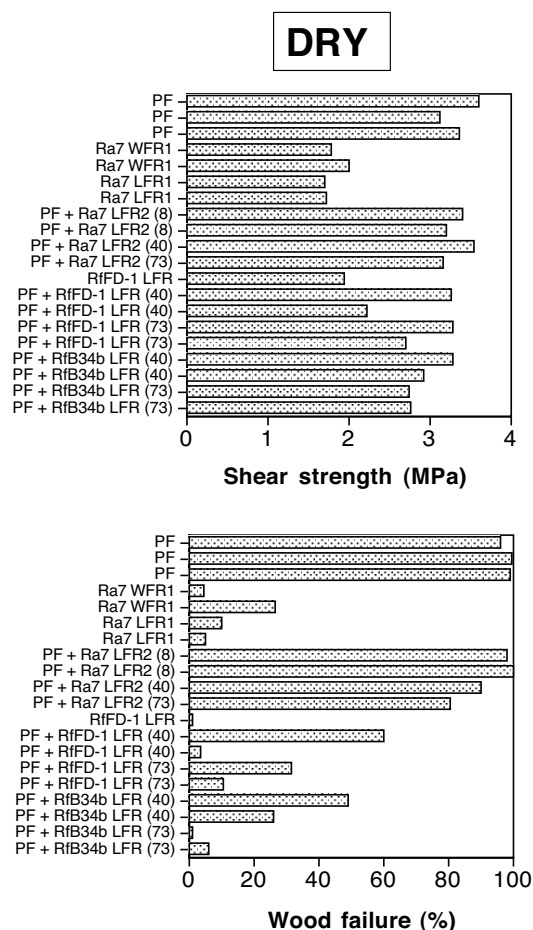 DRY
PF
PF
PF
Ra7 WFR1
Ra7 WFR1
Ra7 LFR1
Ra7 LFR1
PF + Ra7 LFR2 (8)
PF + Ra7 LFR2 (8)
PF + Ra7 LFR2 (40)
PF + Ra7 LFR2 (73)
RfFD-1 LFR
PF + RfFD-1 LFR (40)
PF + RfFD-1 LFR (40)
PF + RfFD-1 LFR (73)
PF + RfFD-1 LFR (73)
PF + RfB34b LFR (40)
PF + RfB34b LFR (40)
PF + RfB34b LFR (73)
PF + RfB34b LFR (73)
0 1 2 3 4
Shear strength (MPa)
PF
PF
PF
Ra7 WFR1
Ra7 WFR1
Ra7 LFR1
Ra7 LFR1
PF + Ra7 LFR2 (8)
PF + Ra7 LFR2 (8)
PF + Ra7 LFR2 (40)
PF + Ra7 LFR2 (73)
RfFD-1 LFR
PF + RfFD-1 LFR (40)
PF + RfFD-1 LFR (40)
PF + RfFD-1 LFR (73)
PF + RfFD-1 LFR (73)
PF + RfB34b LFR (40)
PF + RfB34b LFR (40)
PF + RfB34b LFR (73)
PF + RfB34b LFR (73)
0 20 40 60 80 100
Wood failure (%)